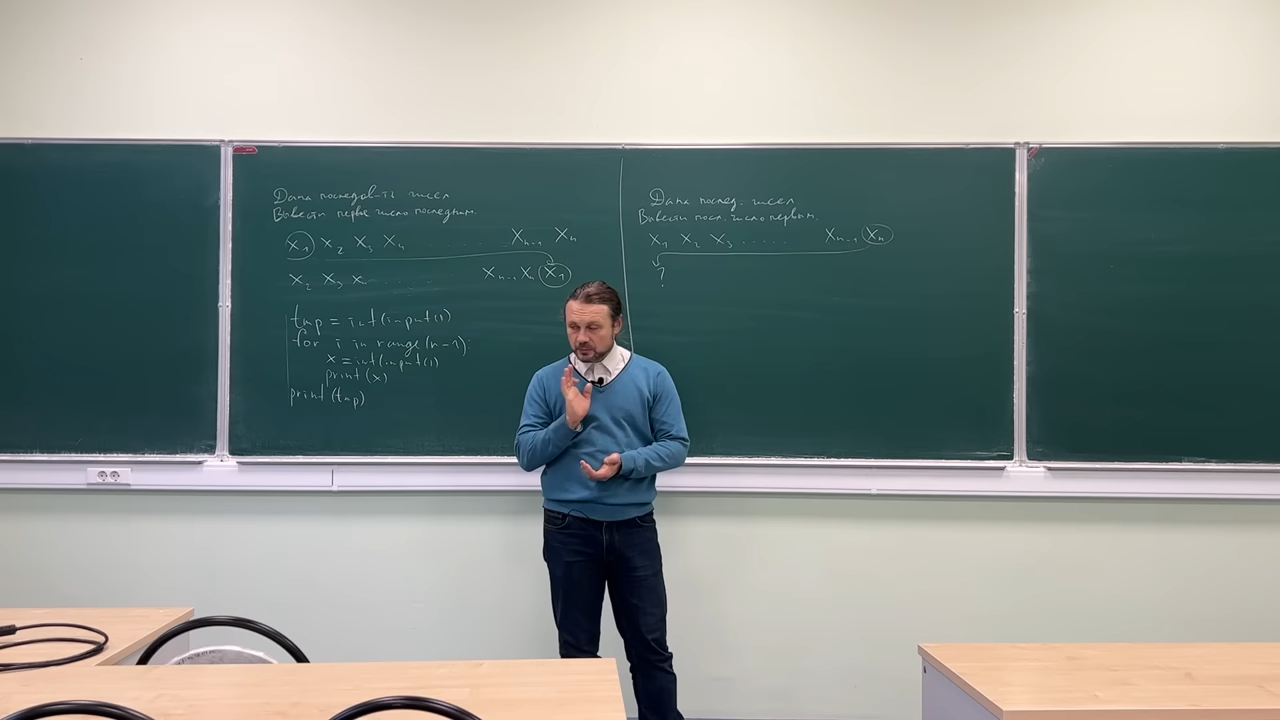 Дана последов-ть чисел
Вывести первое число последним.
x₁ x₂ x₃ x₄ . . . . . . . xₙ₋₁ xₙ
x₂ x₃ x₄ . . . . . xₙ₋₁ xₙ x₁
tmp = int(input())
for i in range(n-1):
x = int(input())
print(x)
print(tmp)
Дана послед. чисел
Вывести посл. число первым.
x₁ x₂ x₃ . . . . . xₙ₋₁ xₙ
?